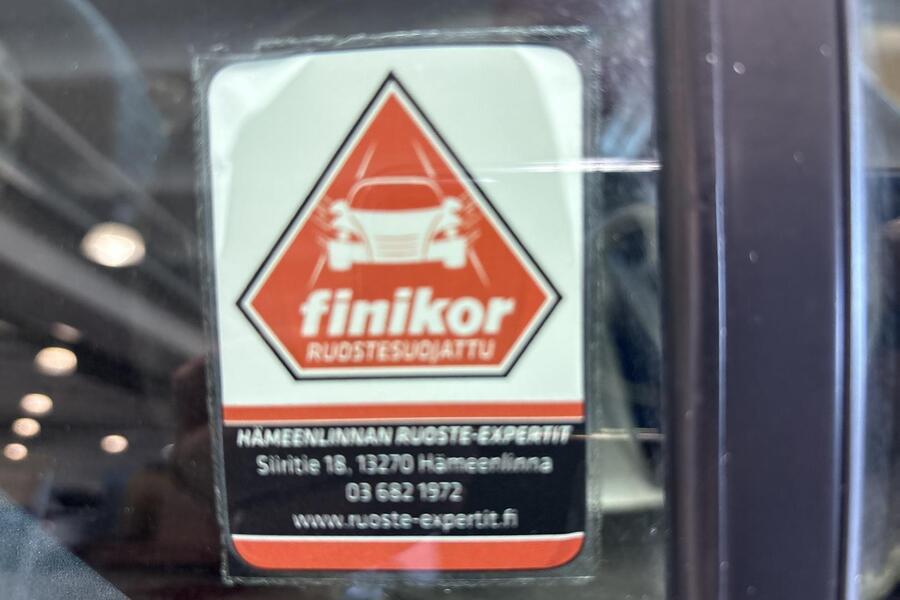 finikor
RUOSTESUOJATTU
HÄMEENLINNAN RUOSTE-EXPERTIT
Siiritie 18, 13270 Hämeenlinna
03 682 1972
www.ruoste-expertit.fi